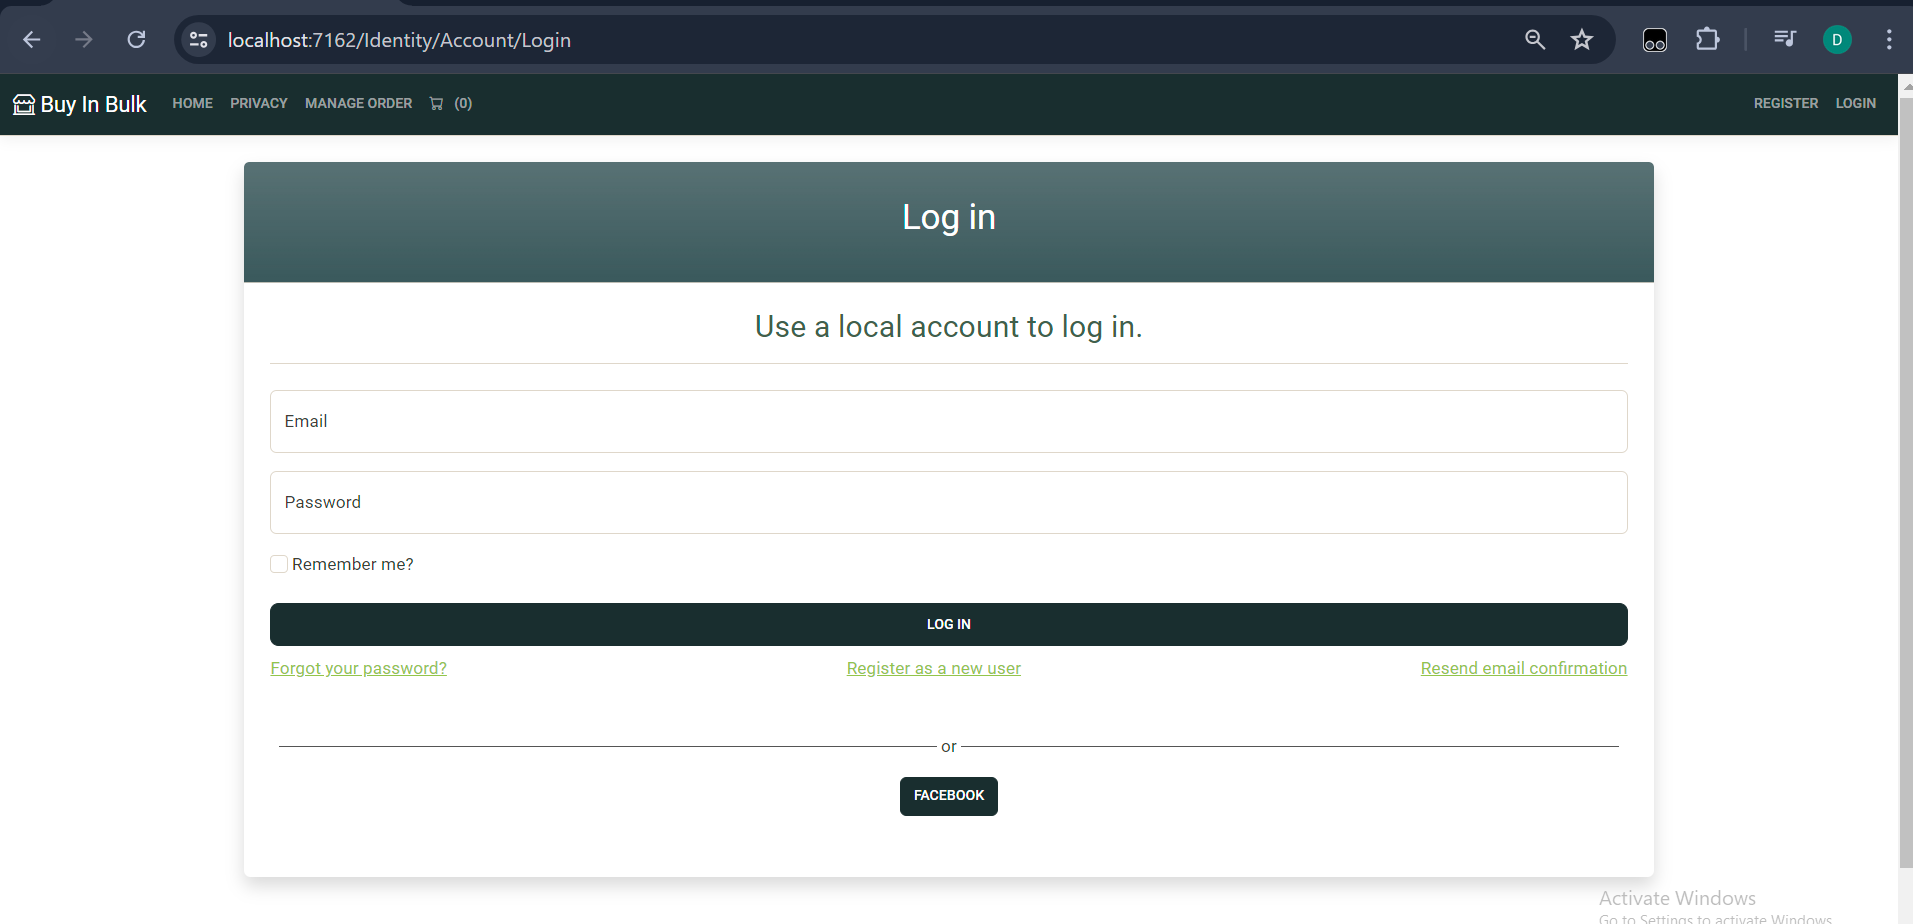 localhost:7162/Identity/Account/Login
D
Buy In Bulk HOME PRIVACY MANAGE ORDER (0) REGISTER LOGIN
Log in
Use a local account to log in.
Email
Password
Remember me?
LOG IN
Forgot your password? Register as a new user Resend email confirmation
or
FACEBOOK
Activate Windows
Go to Settings to activate Windows